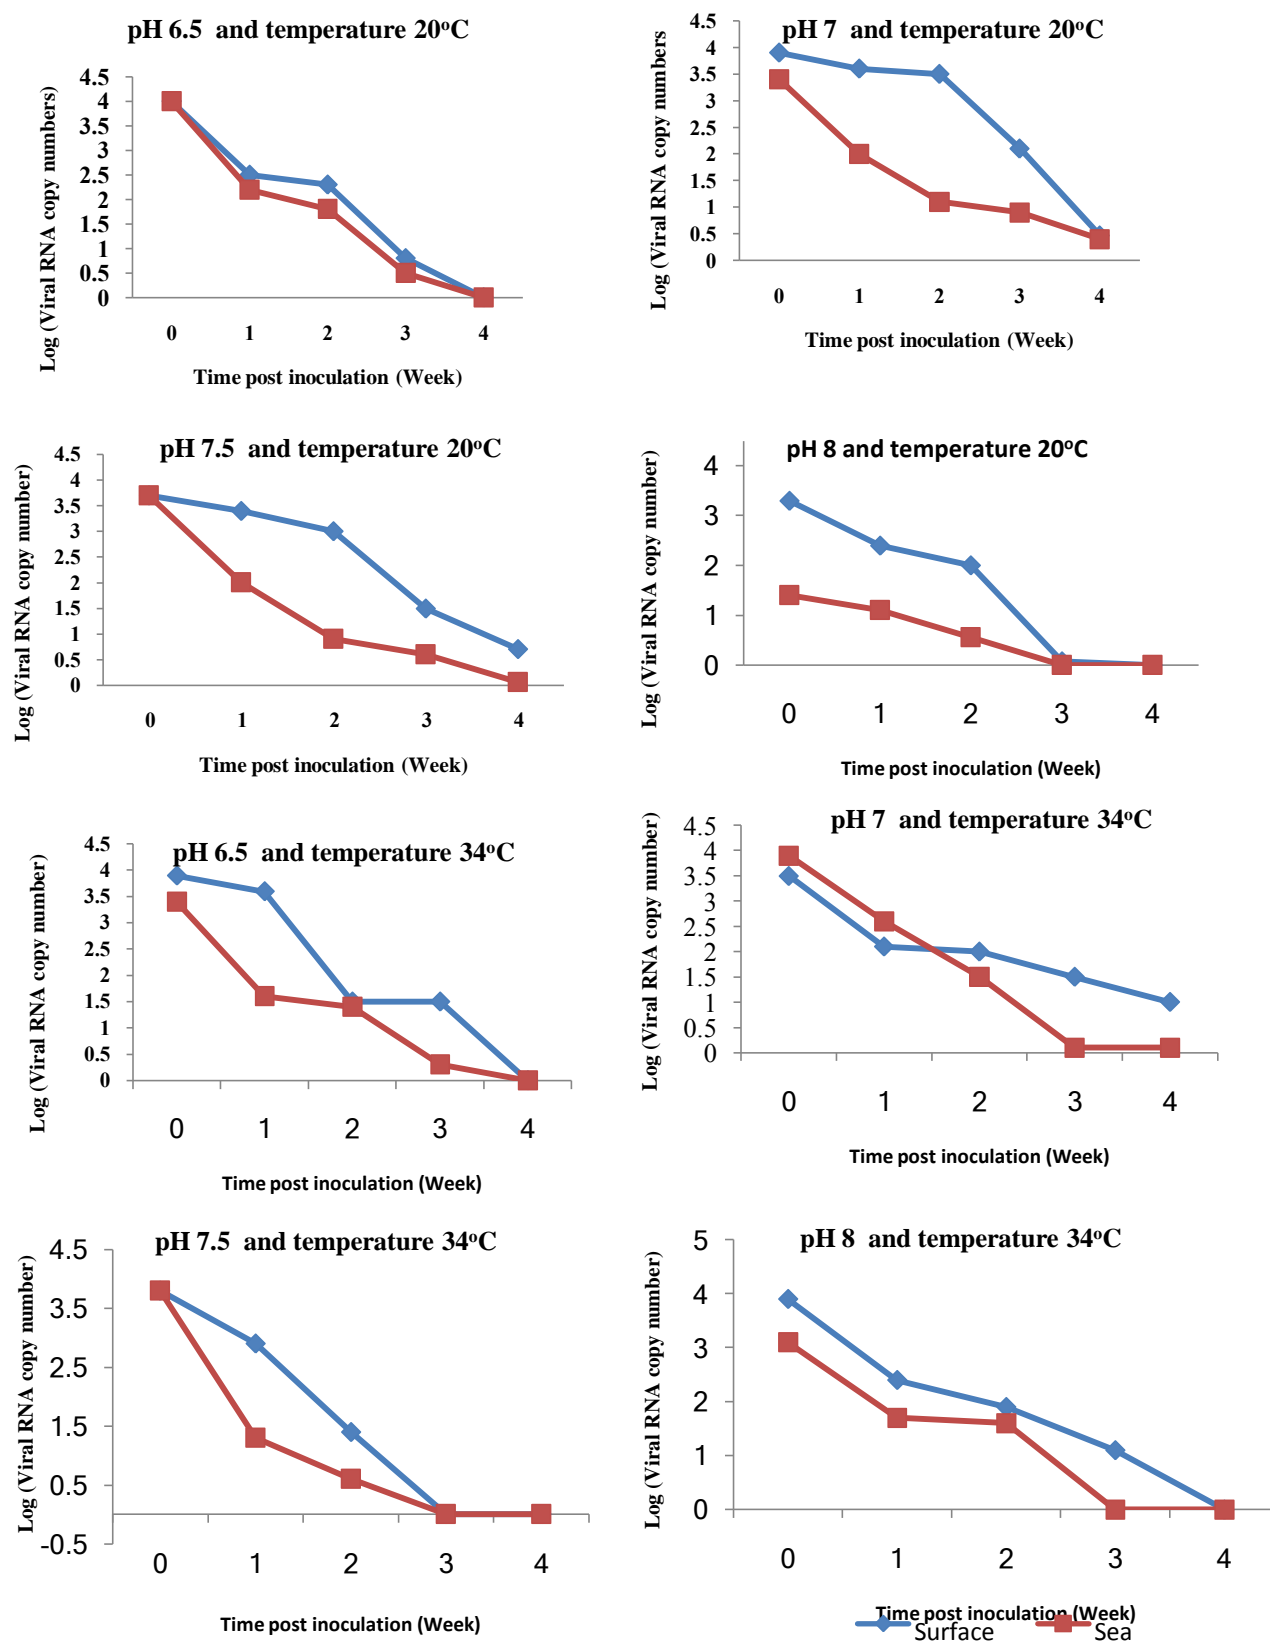 pH 6.5 and temperature 20ºC
Log (Viral RNA copy numbers)
4.5
4
3.5
3
2.5
2
1.5
1
0.5
0
0 1 2 3 4
Time post inoculation (Week)
pH 7 and temperature 20ºC
Log (Viral RNA copy numbers
4.5
4
3.5
3
2.5
2
1.5
1
0.5
0
0 1 2 3 4
Time post inoculation (Week)
pH 7.5 and temperature 20ºC
Log (Viral RNA copy number)
4.5
4
3.5
3
2.5
2
1.5
1
0.5
0
0 1 2 3 4
Time post inoculation (Week)
pH 8 and temperature 20ºC
Log (Viral RNA copy number)
4
3
2
1
0
0 1 2 3 4
Time post inoculation (Week)
pH 6.5 and temperature 34ºC
Log (Viral RNA copy number)
4.5
4
3.5
3
2.5
2
1.5
1
0.5
0
0 1 2 3 4
Time post inoculation (Week)
pH 7 and temperature 34ºC
Log (Viral RNA copy number)
4.5
4
3.5
3
2.5
2
1.5
1
0.5
0
0 1 2 3 4
Time post inoculation (Week)
pH 7.5 and temperature 34ºC
Log (Viral RNA copy number)
4.5
3.5
2.5
1.5
0.5
-0.5
0 1 2 3 4
Time post inoculation (Week)
pH 8 and temperature 34ºC
Log (Viral RNA copy number)
5
4
3
2
1
0
0 1 2 3 4
Time post inoculation (Week)
Surface Sea